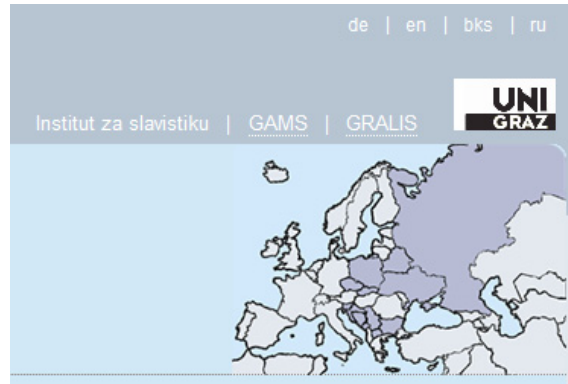 de | en | bks | ru
UNI
GRAZ
Institut za slavistiku | GAMS | GRALIS